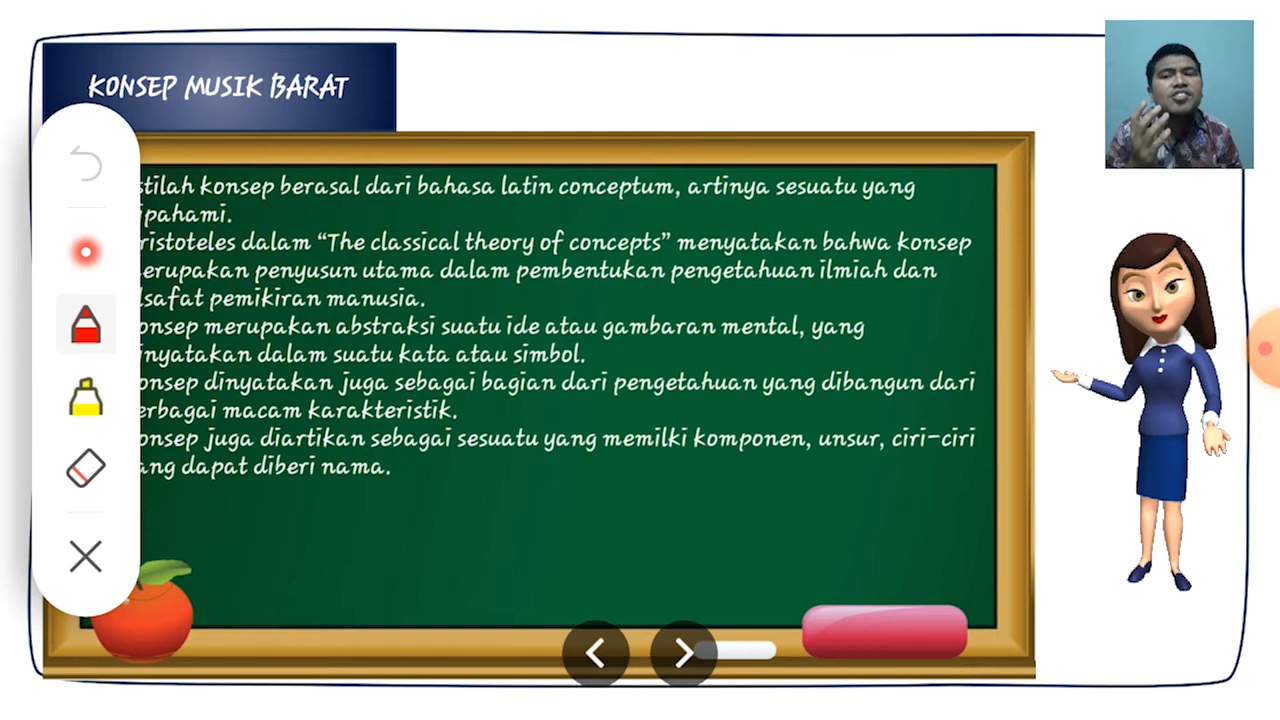 KONSEP MUSIK BARAT
stilah konsep berasal dari bahasa latin conceptum, artinya sesuatu yang
ipahami.
ristoteles dalam “The classical theory of concepts” menyatakan bahwa konsep
erupakan penyusun utama dalam pembentukan pengetahuan ilmiah dan
lsafat pemikiran manusia.
onsep merupakan abstraksi suatu ide atau gambaran mental, yang
inyatakan dalam suatu kata atau simbol.
onsep dinyatakan juga sebagai bagian dari pengetahuan yang dibangun dari
erbagai macam karakteristik.
onsep juga diartikan sebagai sesuatu yang memilki komponen, unsur, ciri-ciri
ang dapat diberi nama.